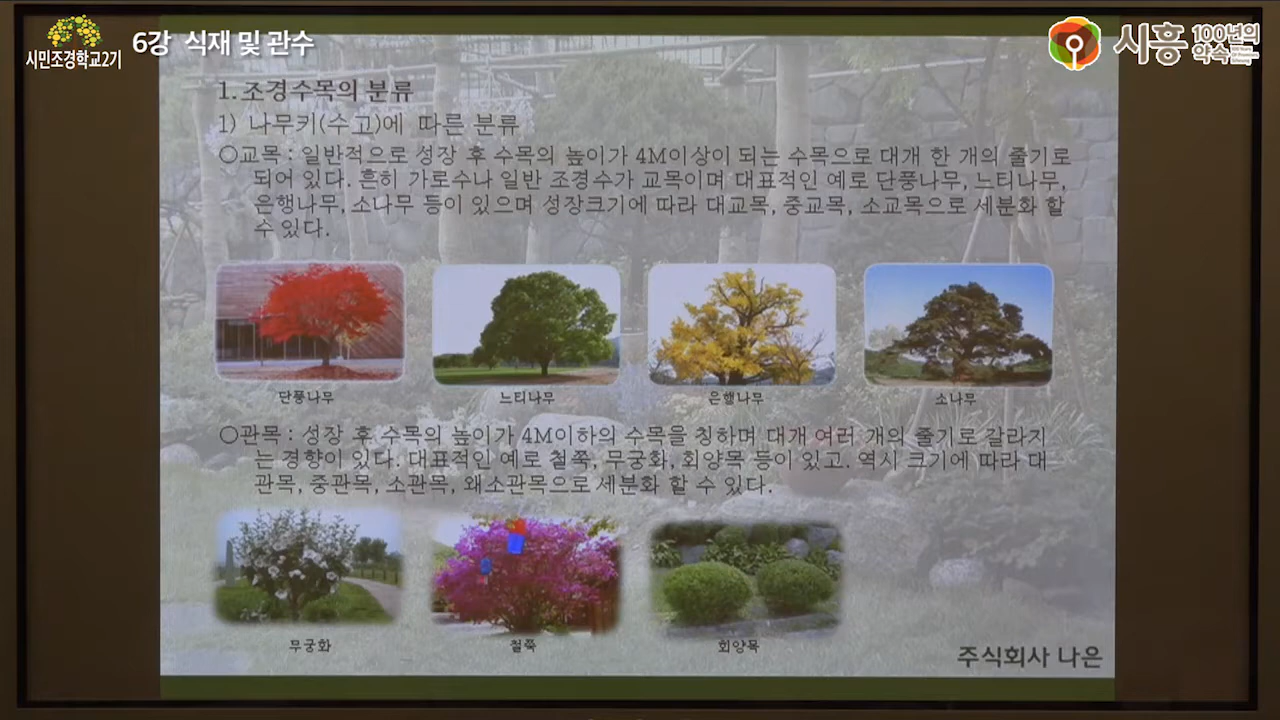 시민조경학교2기
6강 식재 및 관수
시흥 100년의 약속
1.조경수목의 분류
1) 나무키(수고)에 따른 분류
○교목 : 일반적으로 성장 후 수목의 높이가 4M이상이 되는 수목으로 대개 한 개의 줄기로
되어 있다. 흔히 가로수나 일반 조경수가 교목이며 대표적인 예로 단풍나무, 느티나무,
은행나무, 소나무 등이 있으며 성장크기에 따라 대교목, 중교목, 소교목으로 세분화 할
수 있다.
단풍나무 느티나무 은행나무 소나무
○관목 : 성장 후 수목의 높이가 4M이하의 수목을 칭하며 대개 여러 개의 줄기로 갈라지
는 경향이 있다. 대표적인 예로 철쭉, 무궁화, 회양목 등이 있고. 역시 크기에 따라 대
관목, 중관목, 소관목, 왜소관목으로 세분화 할 수 있다.
무궁화 철쭉 회양목
주식회사 나은